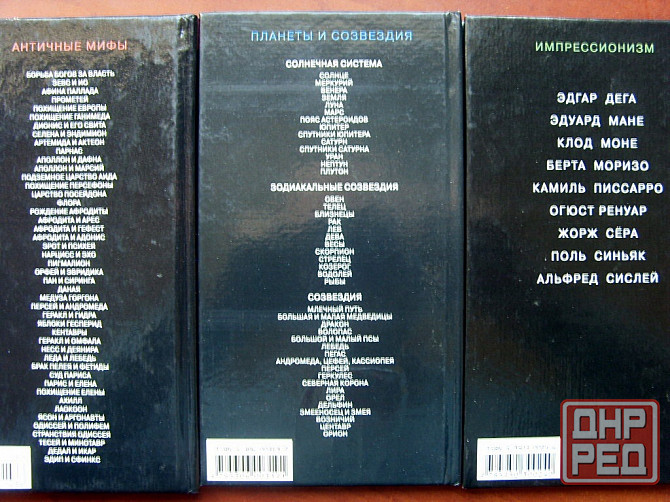 АНТИЧНЫЕ МИФЫ
БОРЬБА БОГОВ ЗА ВЛАСТЬ
ЗЕВС И ИО
АФИНА ПАЛЛАДА
ПРОМЕТЕЙ
ПОХИЩЕНИЕ ЕВРОПЫ
ПОХИЩЕНИЕ ГАНИМЕДА
ДИОНИС И ЕГО СВИТА
СЕЛЕНА И ЭНДИМИОН
АРТЕМИДА И АКТЕОН
ПАРНАС
АПОЛЛОН И ДАФНА
АПОЛЛОН И МАРСИЙ
ПОДЗЕМНОЕ ЦАРСТВО АИДА
ПОХИЩЕНИЕ ПЕРСЕФОНЫ
ЦАРСТВО ПОСЕЙДОНА
ФЛОРА
РОЖДЕНИЕ АФРОДИТЫ
АФРОДИТА И АРЕС
АФРОДИТА И ГЕФЕСТ
АФРОДИТА И АДОНИС
ЭРОТ И ПСИХЕЯ
НАРЦИСС И ЭХО
ПИГМАЛИОН
ОРФЕЙ И ЭВРИДИКА
ПАН И СИРИНГА
ДАНАЯ
МЕДУЗА ГОРГОНА
ПЕРСЕЙ И АНДРОМЕДА
ГЕРАКЛ И ГИДРА
ЯБЛОКИ ГЕСПЕРИД
КЕНТАВРЫ
ГЕРАКЛ И ОМФАЛА
НЕСС И ДЕЯНИРА
ЛЕДА И ЛЕБЕДЬ
БРАК ПЕЛЕЯ И ФЕТИДЫ
СУД ПАРИСА
ПАРИС И ЕЛЕНА
ПОХИЩЕНИЕ ЕЛЕНЫ
АХИЛЛ
ЛАОКООН
ЯСОН И АРГОНАВТЫ
ОДИССЕЙ И ПОЛИФЕМ
СТРАНСТВИЯ ОДИССЕЯ
ТЕСЕЙ И МИНОТАВР
ДЕДАЛ И ИКАР
ЭДИП И СФИНКС
ПЛАНЕТЫ И СОЗВЕЗДИЯ
СОЛНЕЧНАЯ СИСТЕМА
СОЛНЦЕ
МЕРКУРИЙ
ВЕНЕРА
ЗЕМЛЯ
ЛУНА
МАРС
ПОЯС АСТЕРОИДОВ
ЮПИТЕР
СПУТНИКИ ЮПИТЕРА
САТУРН
СПУТНИКИ САТУРНА
УРАН
НЕПТУН
ПЛУТОН
ЗОДИАКАЛЬНЫЕ СОЗВЕЗДИЯ
ОВЕН
ТЕЛЕЦ
БЛИЗНЕЦЫ
РАК
ЛЕВ
ДЕВА
ВЕСЫ
СКОРПИОН
СТРЕЛЕЦ
КОЗЕРОГ
ВОДОЛЕЙ
РЫБЫ
СОЗВЕЗДИЯ
МЛЕЧНЫЙ ПУТЬ
БОЛЬШАЯ И МАЛАЯ МЕДВЕДИЦЫ
ДРАКОН
ВОЛОПАС
БОЛЬШОЙ И МАЛЫЙ ПСЫ
ЛЕБЕДЬ
ПЕГАС
АНДРОМЕДА, ЦЕФЕЙ, КАССИОПЕЯ
ПЕРСЕЙ
ГЕРКУЛЕС
СЕВЕРНАЯ КОРОНА
ЛИРА
ОРЕЛ
ДЕЛЬФИН
ЗМЕЕНОСЕЦ И ЗМЕЯ
ВОЗНИЧИЙ
ЦЕНТАВР
ОРИОН
ИМПРЕССИОНИЗМ
ЭДГАР ДЕГА
ЭДУАРД МАНЕ
КЛОД МОНЕ
БЕРТА МОРИЗО
КАМИЛЬ ПИССАРРО
ОГЮСТ РЕНУАР
ЖОРЖ СЁРА
ПОЛЬ СИНЬЯК
АЛЬФРЕД СИСЛЕЙ
ДНР
РЕД